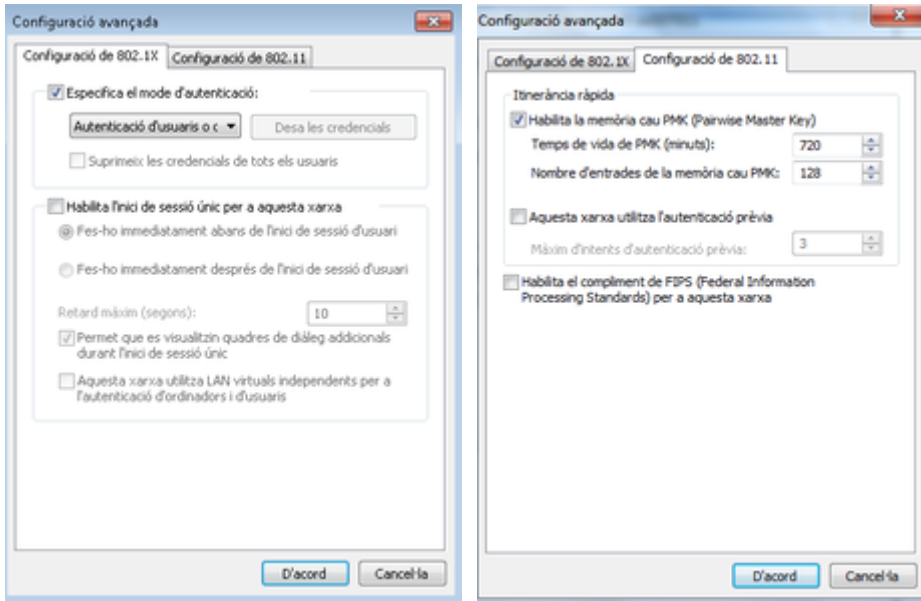 Configuració avançada
Configuració de 802.1X
Configuració de 802.11
Especifica el mode d'autenticació:
Autenticació d'usuaris o c
Desa les credencials
Suprimeix les credencials de tots els usuaris
Habilita l'inici de sessió únic per a aquesta xarxa
Fes-ho immediatament abans de l'inici de sessió d'usuari
Fes-ho immediatament després de l'inici de sessió d'usuari
Retard màxim (segons):
10
Permet que es visualitzin quadres de diàleg addicionals
durant l'inici de sessió únic
Aquesta xarxa utilitza LAN virtuals independents per a
l'autenticació d'ordinadors i d'usuaris
D'acord
Cancel·la
Configuració avançada
Configuració de 802.1X
Configuració de 802.11
Itinerància ràpida
Habilita la memòria cau PMK (Pairwise Master Key)
Temps de vida de PMK (minuts):
720
Nombre d'entrades de la memòria cau PMK:
128
Aquesta xarxa utilitza l'autenticació prèvia
Màxim d'intents d'autenticació prèvia:
3
Habilita el compliment de FIPS (Federal Information
Processing Standards) per a aquesta xarxa
D'acord
Cancel·la